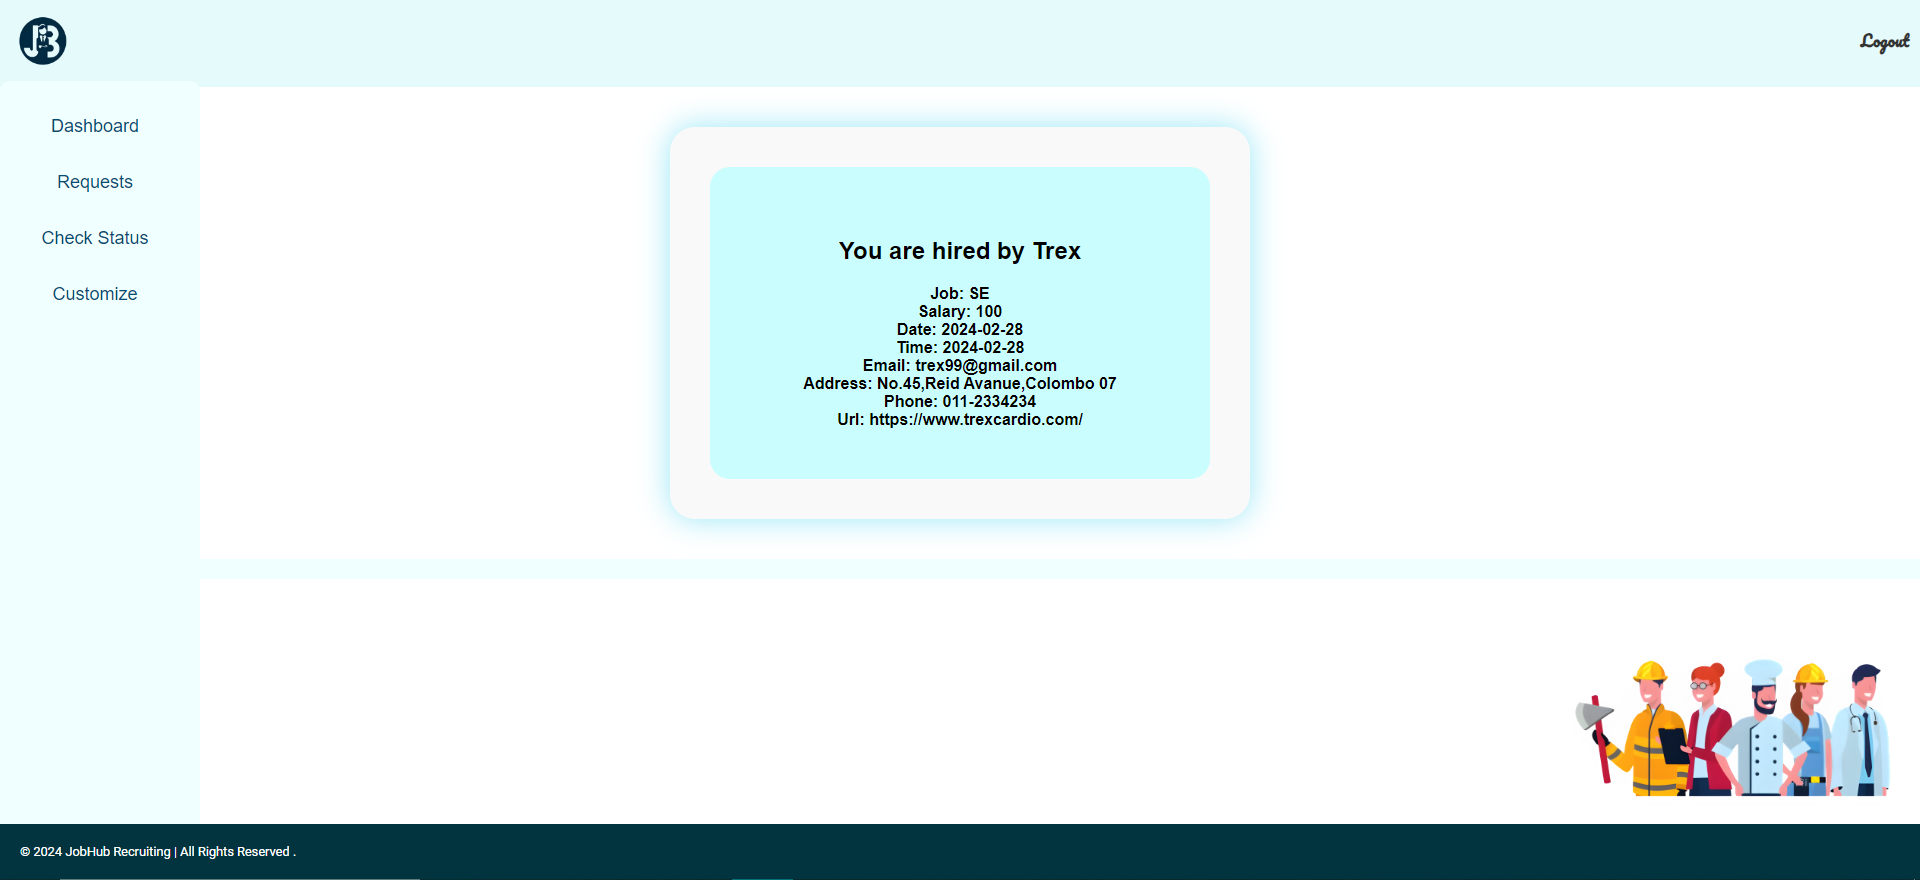 JB
Logout
Dashboard
Requests
Check Status
Customize
You are hired by Trex
Job: SE
Salary: 100
Date: 2024-02-28
Time: 2024-02-28
Email: trex99@gmail.com
Address: No.45,Reid Avanue,Colombo 07
Phone: 011-2334234
Url: https://www.trexcardio.com/
© 2024 JobHub Recruiting | All Rights Reserved .